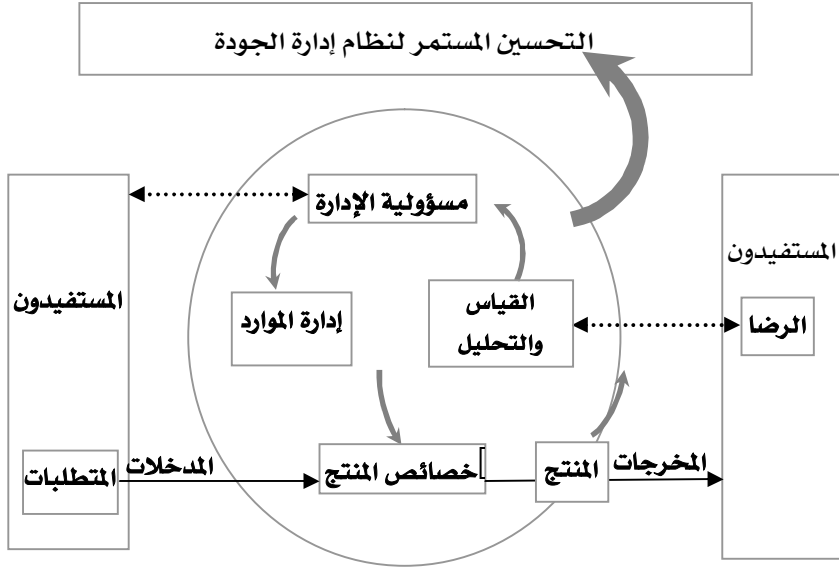 التحسين المستمر لنظام إدارة الجودة
مسؤولية الإدارة
المستفيدون
المستفيدون
إدارة الموارد
القياس
والتحليل
الرضا
المتطلبات
المدخلات
خصائص المنتج
المنتج
المخرجات